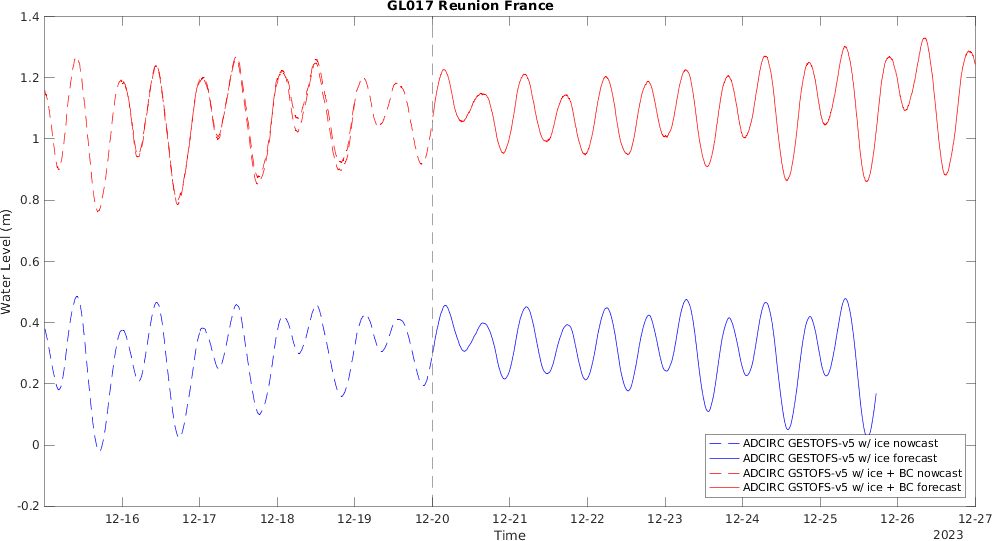 GL017 Reunion France
1.4
1.2
1
0.8
0.6
0.4
0.2
0
-0.2
Water Level (m)
ADCIRC GESTOFS-v5 w/ ice nowcast
ADCIRC GESTOFS-v5 w/ ice forecast
ADCIRC GSTOFS-v5 w/ ice + BC nowcast
ADCIRC GSTOFS-v5 w/ ice + BC forecast
12-16 12-17 12-18 12-19 12-20 12-21 12-22 12-23 12-24 12-25 12-26 12-27
Time
2023